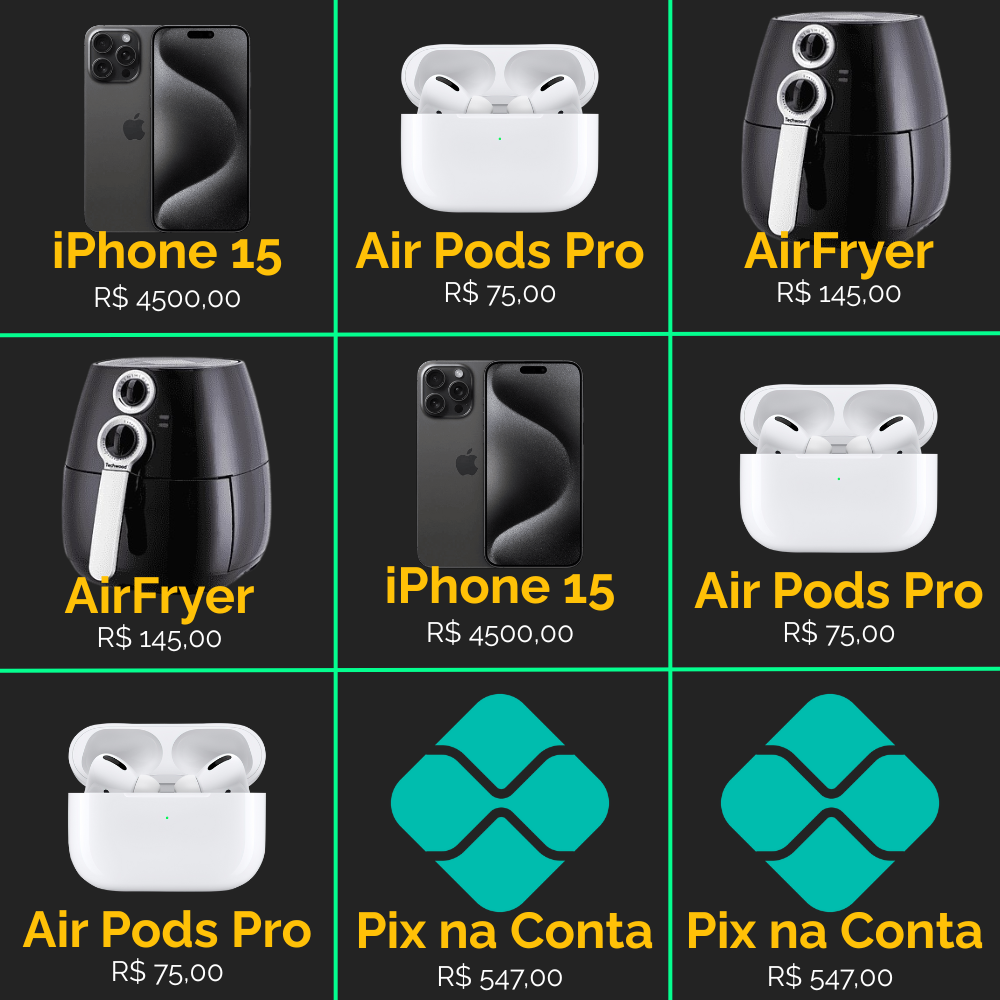 iPhone 15
R$ 4500,00
Air Pods Pro
R$ 75,00
Techwood
AirFryer
R$ 145,00
Techwood
AirFryer
R$ 145,00
iPhone 15
R$ 4500,00
Air Pods Pro
R$ 75,00
Air Pods Pro
R$ 75,00
Pix na Conta
R$ 547,00
Pix na Conta
R$ 547,00